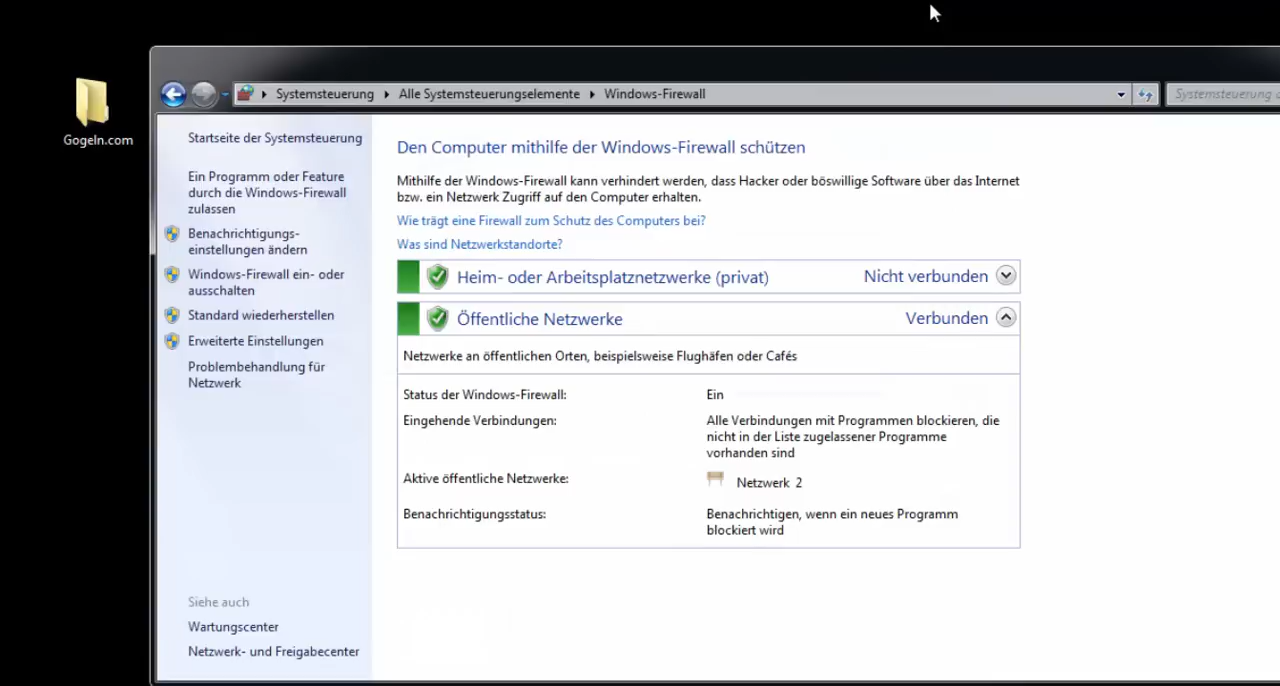 Gogeln.com
Systemsteuerung
Alle Systemsteuerungselemente
Windows-Firewall
Systemsteuerung
Startseite der Systemsteuerung
Ein Programm oder Feature
durch die Windows-Firewall
zulassen
Benachrichtigungs-
einstellungen ändern
Windows-Firewall ein- oder
ausschalten
Standard wiederherstellen
Erweiterte Einstellungen
Problembehandlung für
Netzwerk
Siehe auch
Wartungscenter
Netzwerk- und Freigabecenter
Den Computer mithilfe der Windows-Firewall schützen
Mithilfe der Windows-Firewall kann verhindert werden, dass Hacker oder böswillige Software über das Internet
bzw. ein Netzwerk Zugriff auf den Computer erhalten.
Wie trägt eine Firewall zum Schutz des Computers bei?
Was sind Netzwerkstandorte?
Heim- oder Arbeitsplatznetzwerke (privat) Nicht verbunden
Öffentliche Netzwerke Verbunden
Netzwerke an öffentlichen Orten, beispielsweise Flughäfen oder Cafés
Status der Windows-Firewall: Ein
Eingehende Verbindungen: Alle Verbindungen mit Programmen blockieren, die
nicht in der Liste zugelassener Programme
vorhanden sind
Aktive öffentliche Netzwerke: Netzwerk 2
Benachrichtigungsstatus: Benachrichtigen, wenn ein neues Programm
blockiert wird